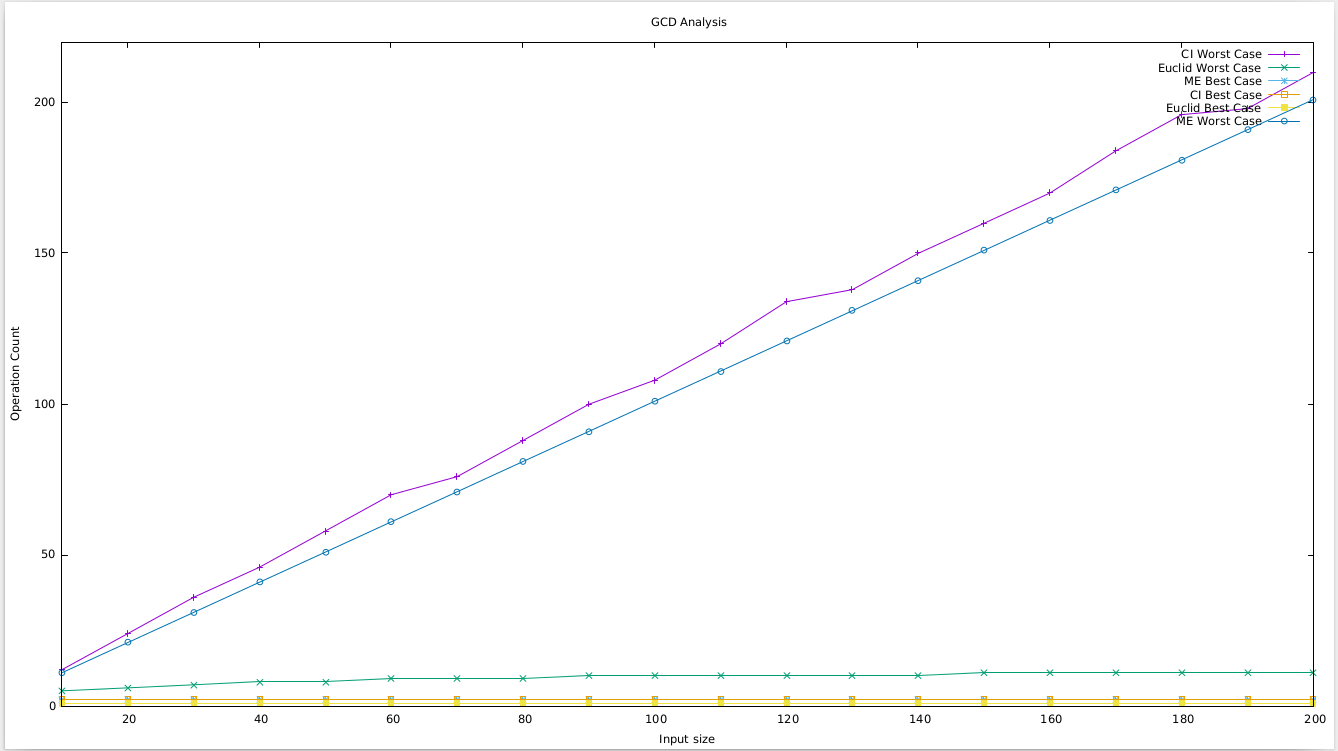 GCD Analysis
CI Worst Case
Euclid Worst Case
ME Best Case
CI Best Case
Euclid Best Case
ME Worst Case
200
150
100
50
0
Operation Count
20 40 60 80 100 120 140 160 180 200
Input size